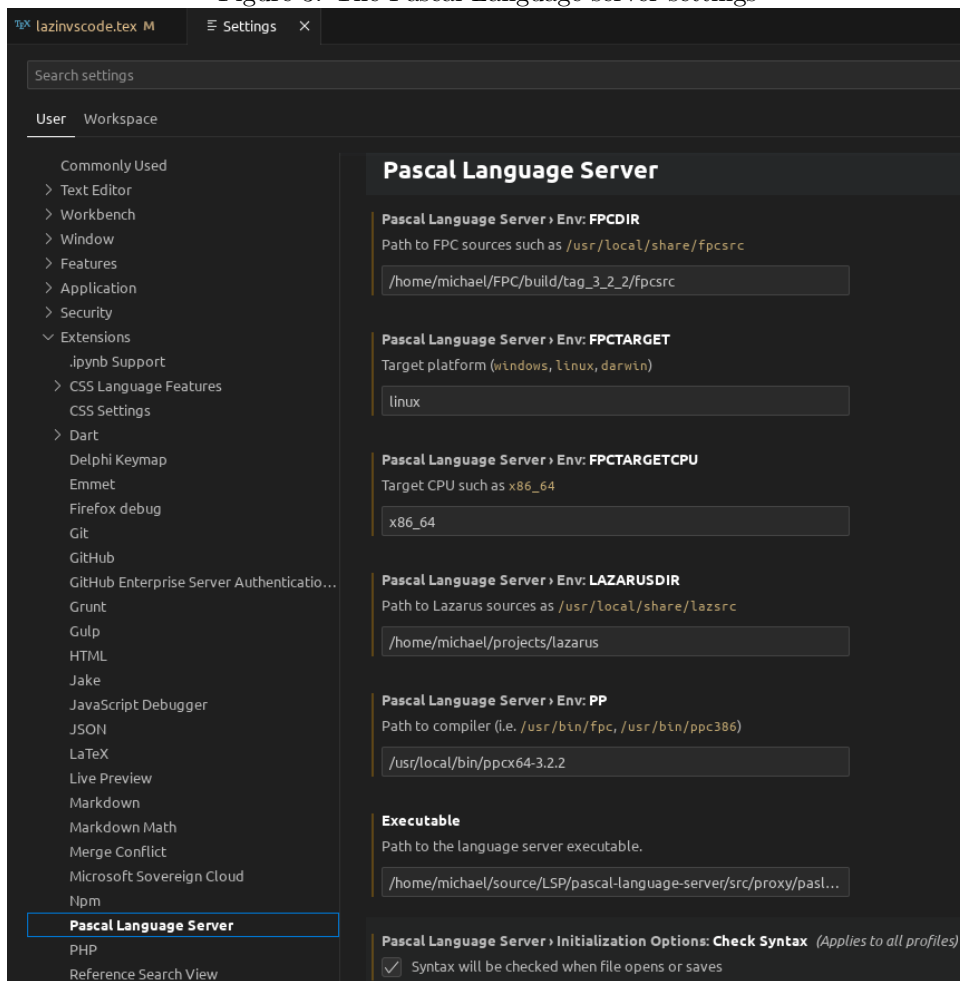 Figure 3: The Pascal Language server settings
TEX lazinvscode.tex M
Settings
Search settings
User Workspace
Commonly Used
Text Editor
Workbench
Window
Features
Application
Security
Extensions
.ipynb Support
CSS Language Features
CSS Settings
Dart
Delphi Keymap
Emmet
Firefox debug
Git
GitHub
GitHub Enterprise Server Authenticatio...
Grunt
Gulp
HTML
Jake
JavaScript Debugger
JSON
LaTeX
Live Preview
Markdown
Markdown Math
Merge Conflict
Microsoft Sovereign Cloud
Npm
Pascal Language Server
PHP
Reference Search View
Pascal Language Server
Pascal Language Server › Env: FPCDIR
Path to FPC sources such as /usr/local/share/fpcsrc
/home/michael/FPC/build/tag_3_2_2/fpcsrc
Pascal Language Server › Env: FPCTARGET
Target platform (windows, linux, darwin)
linux
Pascal Language Server › Env: FPCTARGETCPU
Target CPU such as x86_64
x86_64
Pascal Language Server › Env: LAZARUSDIR
Path to Lazarus sources as /usr/local/share/lazsrc
/home/michael/projects/lazarus
Pascal Language Server › Env: PP
Path to compiler (i.e. /usr/bin/fpc, /usr/bin/ppc386)
/usr/local/bin/ppcx64-3.2.2
Executable
Path to the language server executable.
/home/michael/source/LSP/pascal-language-server/src/proxy/pasl...
Pascal Language Server › Initialization Options: Check Syntax (Applies to all profiles)
Syntax will be checked when file opens or saves